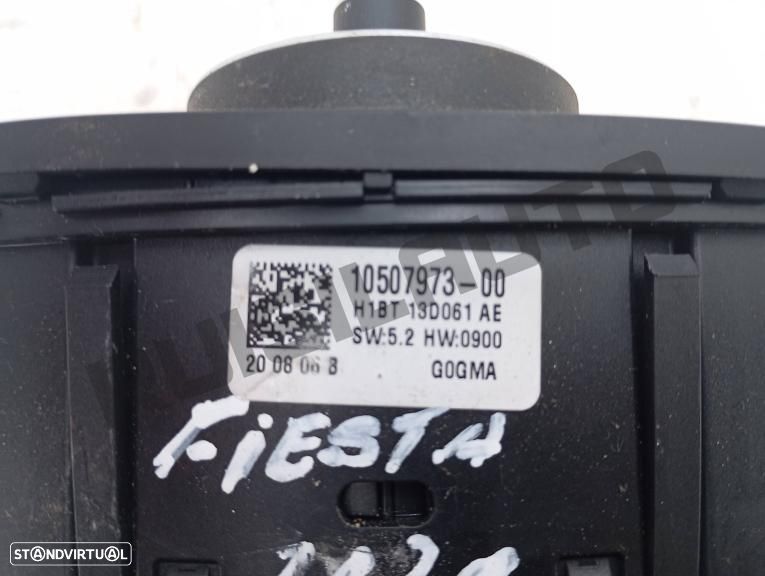 10507973-00
H1BT 13D061 AE
SW:5.2 HW:0900
20 08 06 B
G0GMA
FiESTA
STANDVIRTUAL